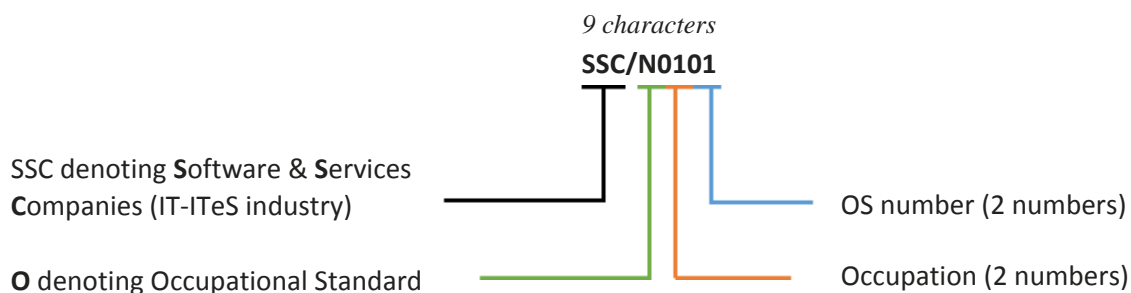 9 characters
SSC/N0101
SSC denoting Software & Services
Companies (IT-ITeS industry)
OS number (2 numbers)
O denoting Occupational Standard
Occupation (2 numbers)